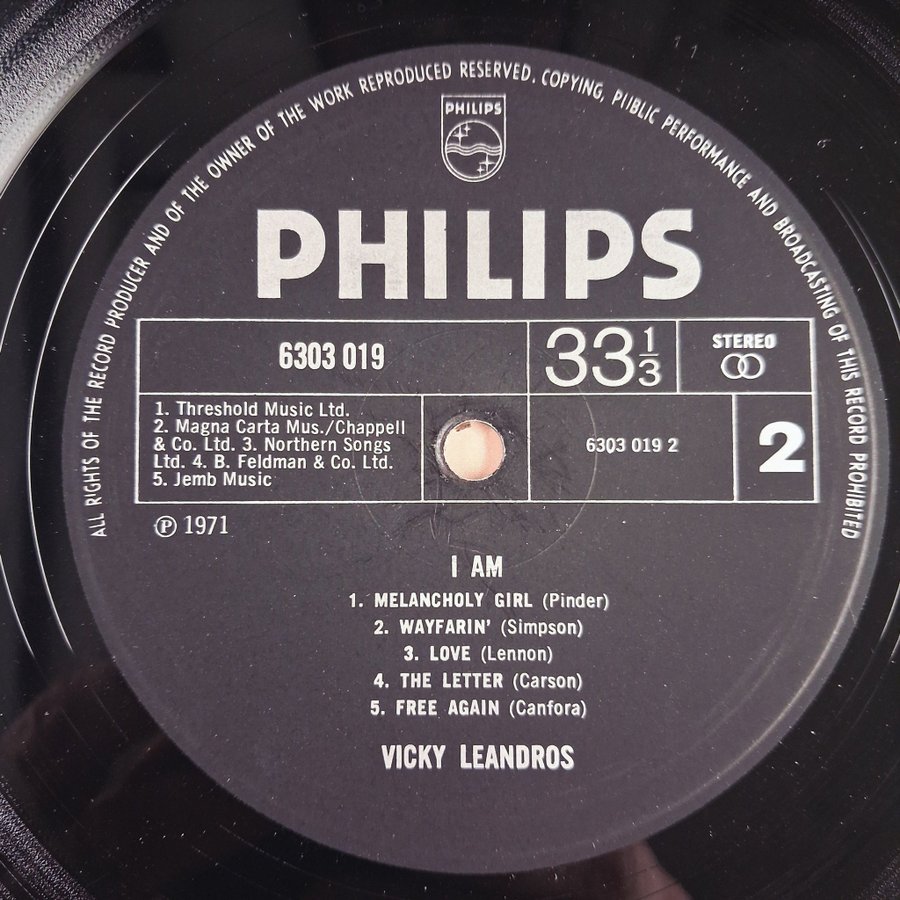 ALL RIGHTS OF THE RECORD PRODUCER AND OF THE OWNER OF THE WORK REPRODUCED RESERVED. COPYING, PUBLIC PERFORMANCE AND BROADCASTING OF THIS RECORD PROHIBITED
PHILIPS
PHILIPS
6303 019
33 1/3
STEREO
1. Threshold Music Ltd.
2. Magna Carta Mus./Chappell
& Co. Ltd. 3. Northern Songs
Ltd. 4. B. Feldman & Co. Ltd.
5. Jemb Music
6303 019 2
2
℗ 1971
I AM
1. MELANCHOLY GIRL (Pinder)
2. WAYFARIN' (Simpson)
3. LOVE (Lennon)
4. THE LETTER (Carson)
5. FREE AGAIN (Canfora)
VICKY LEANDROS